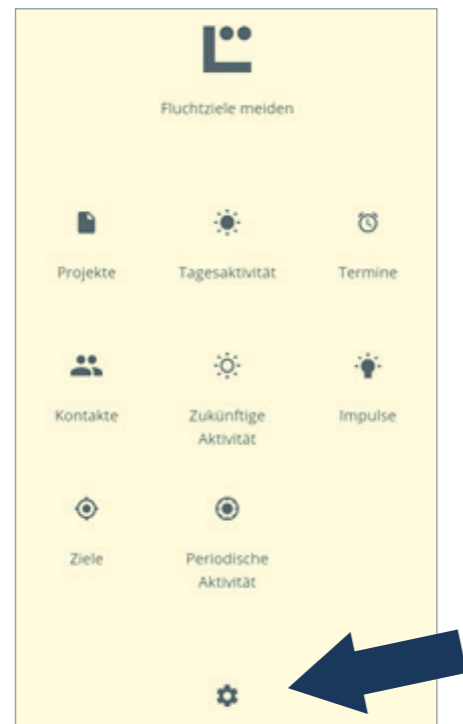 Fluchtziele meiden
Projekte
Tagesaktivität
Termine
Kontakte
Zukünftige
Aktivität
Impulse
Ziele
Periodische
Aktivität